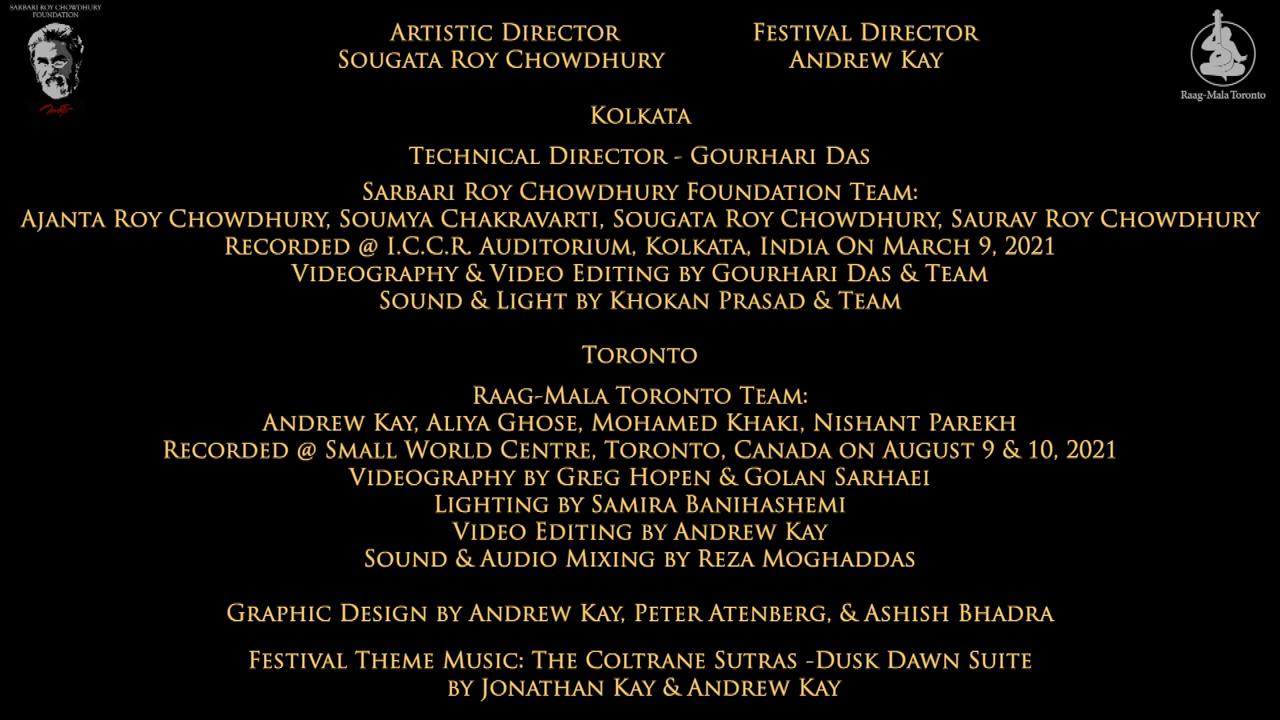 SARBARI ROY CHOWDHURY
FOUNDATION
ARTISTIC DIRECTOR
SOUGATA ROY CHOWDHURY
FESTIVAL DIRECTOR
ANDREW KAY
Raag-Mala Toronto
KOLKATA
TECHNICAL DIRECTOR - GOURHARI DAS
SARBARI ROY CHOWDHURY FOUNDATION TEAM:
AJANTA ROY CHOWDHURY, SOUMYA CHAKRAVARTI, SOUGATA ROY CHOWDHURY, SAURAV ROY CHOWDHURY
RECORDED @ I.C.C.R. AUDITORIUM, KOLKATA, INDIA ON MARCH 9, 2021
VIDEOGRAPHY & VIDEO EDITING BY GOURHARI DAS & TEAM
SOUND & LIGHT BY KHOKAN PRASAD & TEAM
TORONTO
RAAG-MALA TORONTO TEAM:
ANDREW KAY, ALIYA GHOSE, MOHAMED KHAKI, NISHANT PAREKH
RECORDED @ SMALL WORLD CENTRE, TORONTO, CANADA ON AUGUST 9 & 10, 2021
VIDEOGRAPHY BY GREG HOPEN & GOLAN SARHAEI
LIGHTING BY SAMIRA BANIHASHEMI
VIDEO EDITING BY ANDREW KAY
SOUND & AUDIO MIXING BY REZA MOGHADDAS
GRAPHIC DESIGN BY ANDREW KAY, PETER ATENBERG, & ASHISH BHADRA
FESTIVAL THEME MUSIC: THE COLTRANE SUTRAS -DUSK DAWN SUITE
BY JONATHAN KAY & ANDREW KAY